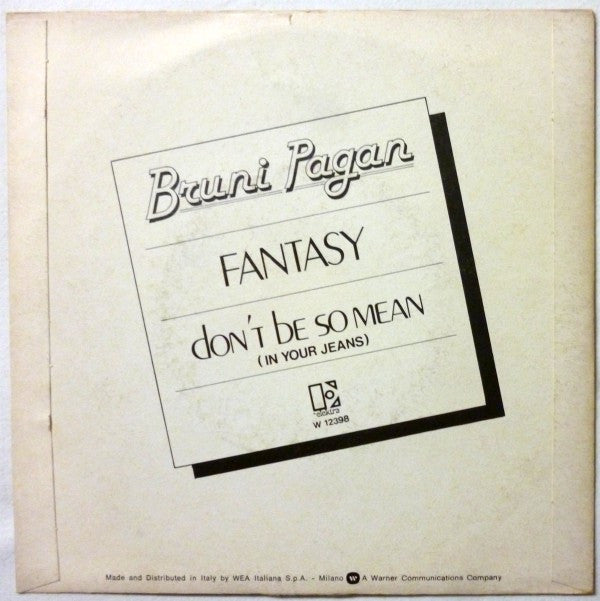 Bruni Pagan
FANTASY
don't be so mean
(IN YOUR JEANS)
elektra
W 12398
Made and Distributed in Italy by WEA Italiana S.p.A. - Milano W A Warner Communications Company